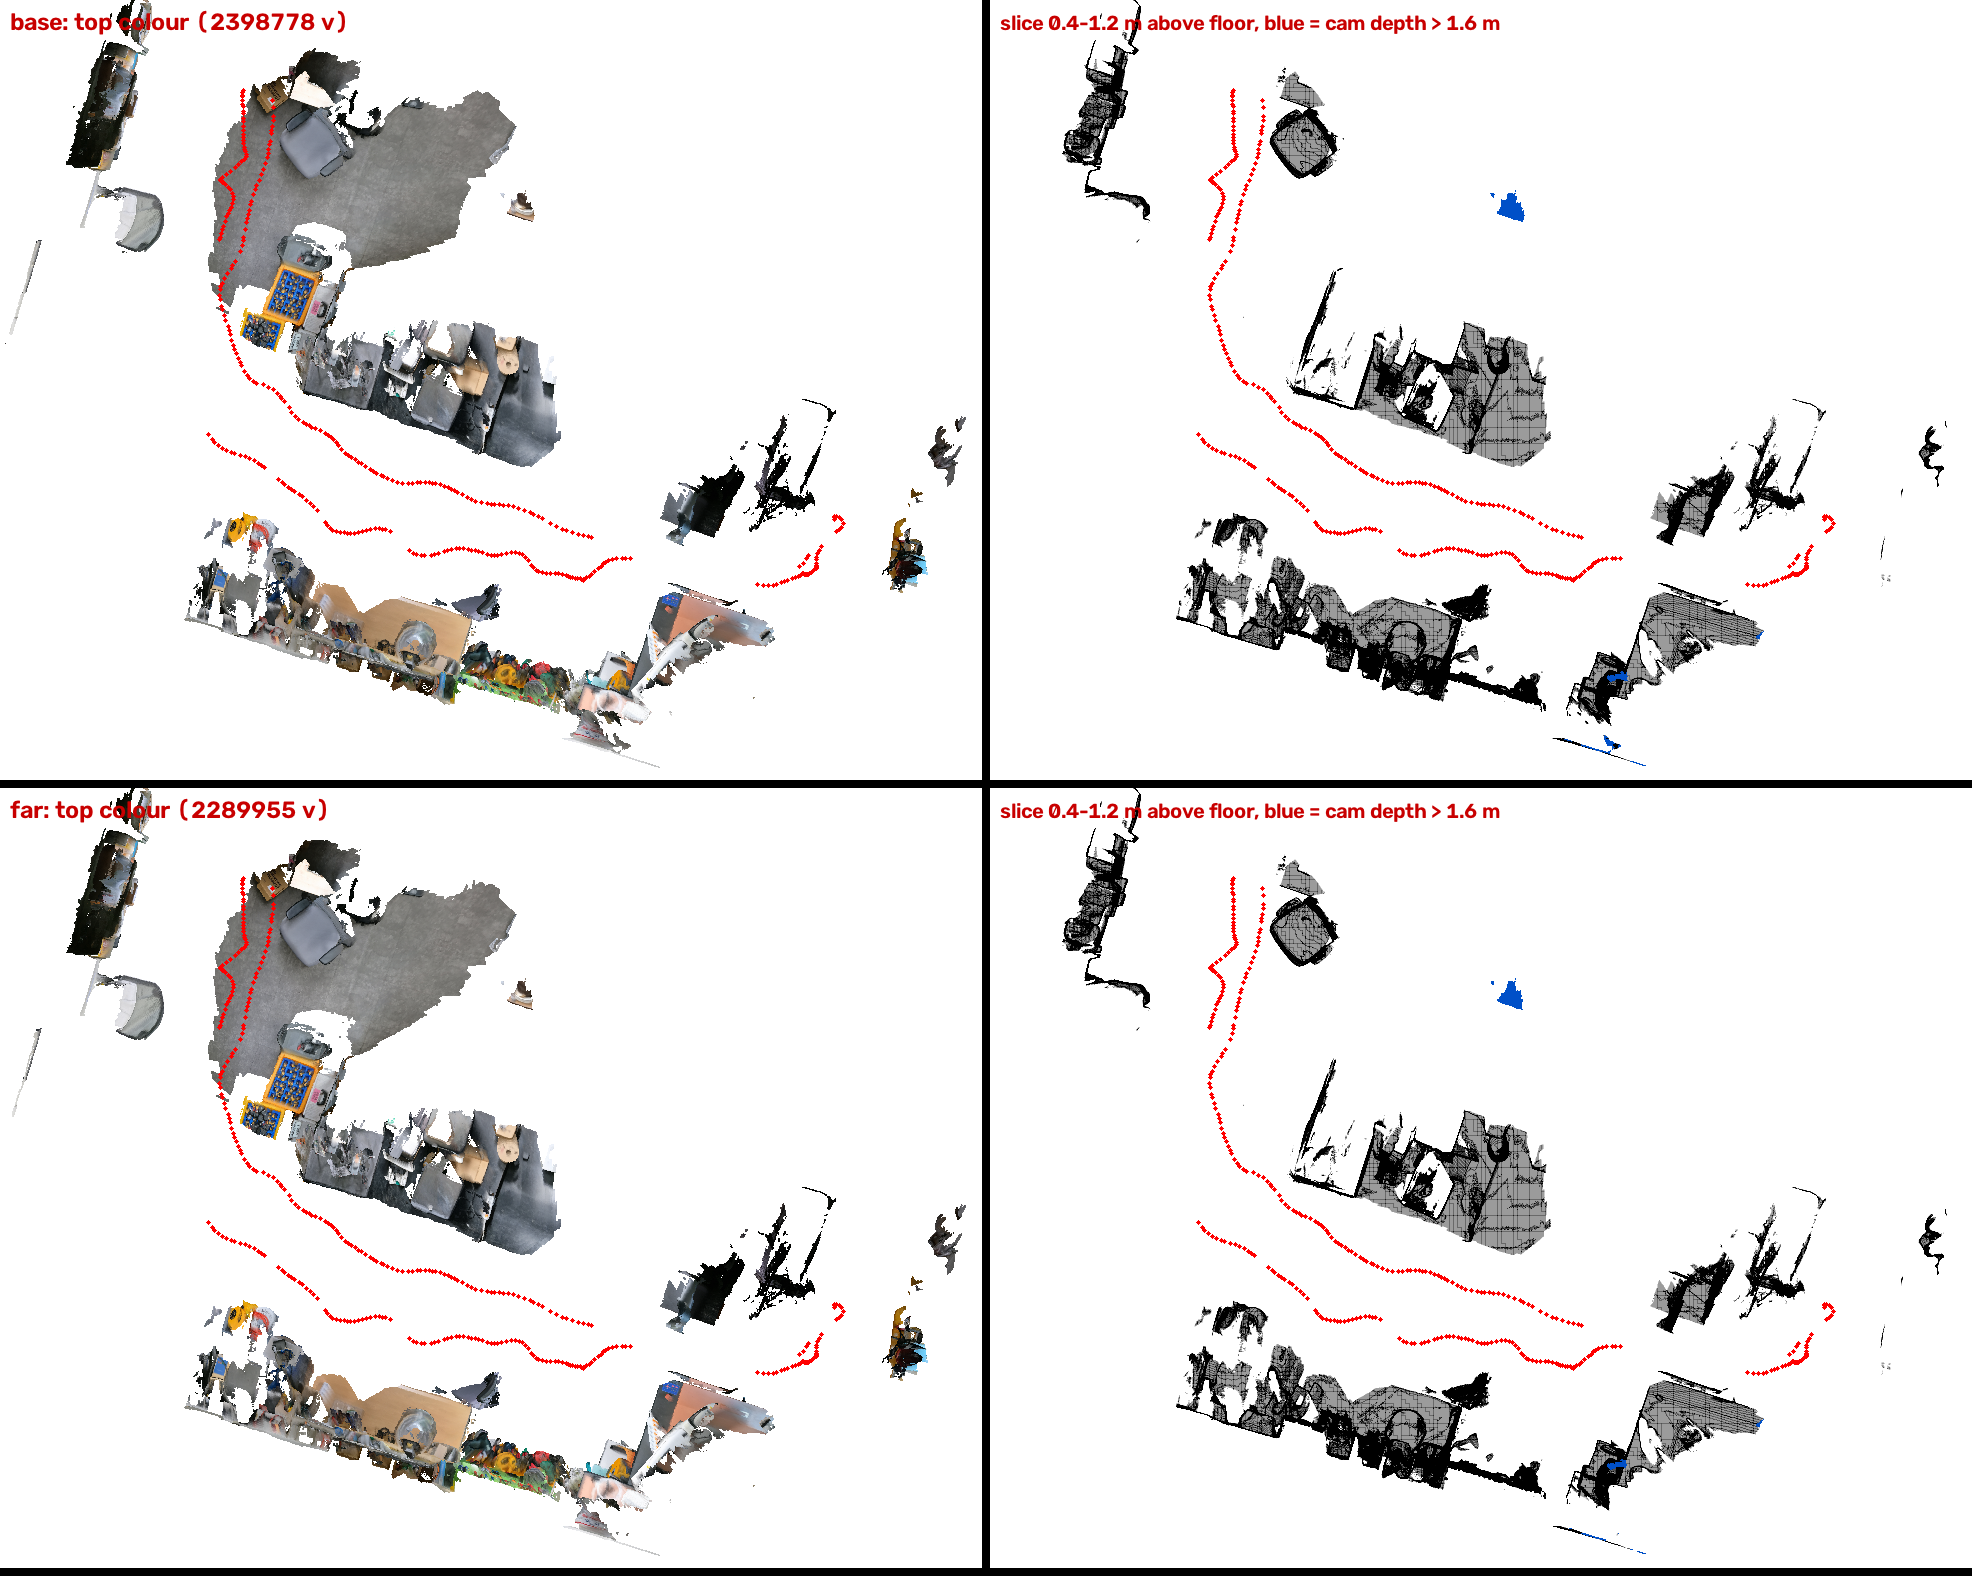 base: top colour (2398778 v)
slice 0.4-1.2 m above floor, blue = cam depth > 1.6 m
far: top colour (2289955 v)
slice 0.4-1.2 m above floor, blue = cam depth > 1.6 m